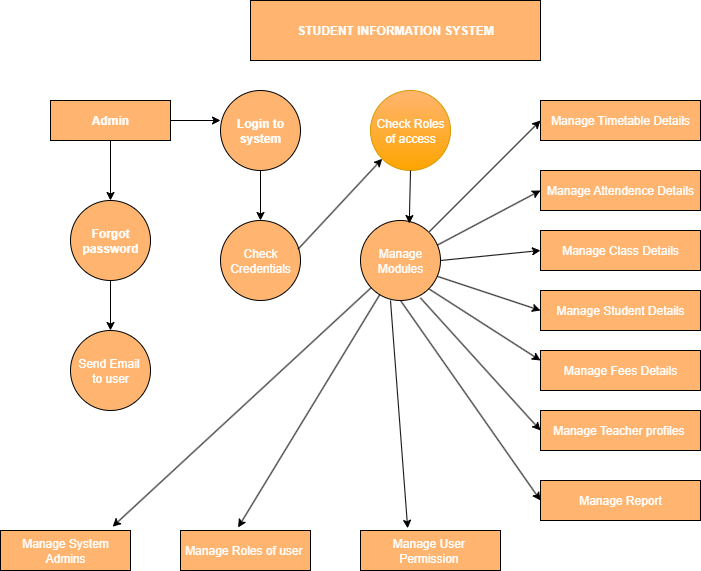 STUDENT INFORMATION SYSTEM
Admin
Login to
system
Check Roles
of access
Manage Timetable Details
Manage Attendence Details
Forgot
password
Check
Credentials
Manage
Modules
Manage Class Details
Manage Student Details
Send Email
to user
Manage Fees Details
Manage Teacher profiles
Manage Report
Manage System
Admins
Manage Roles of user
Manage User
Permission